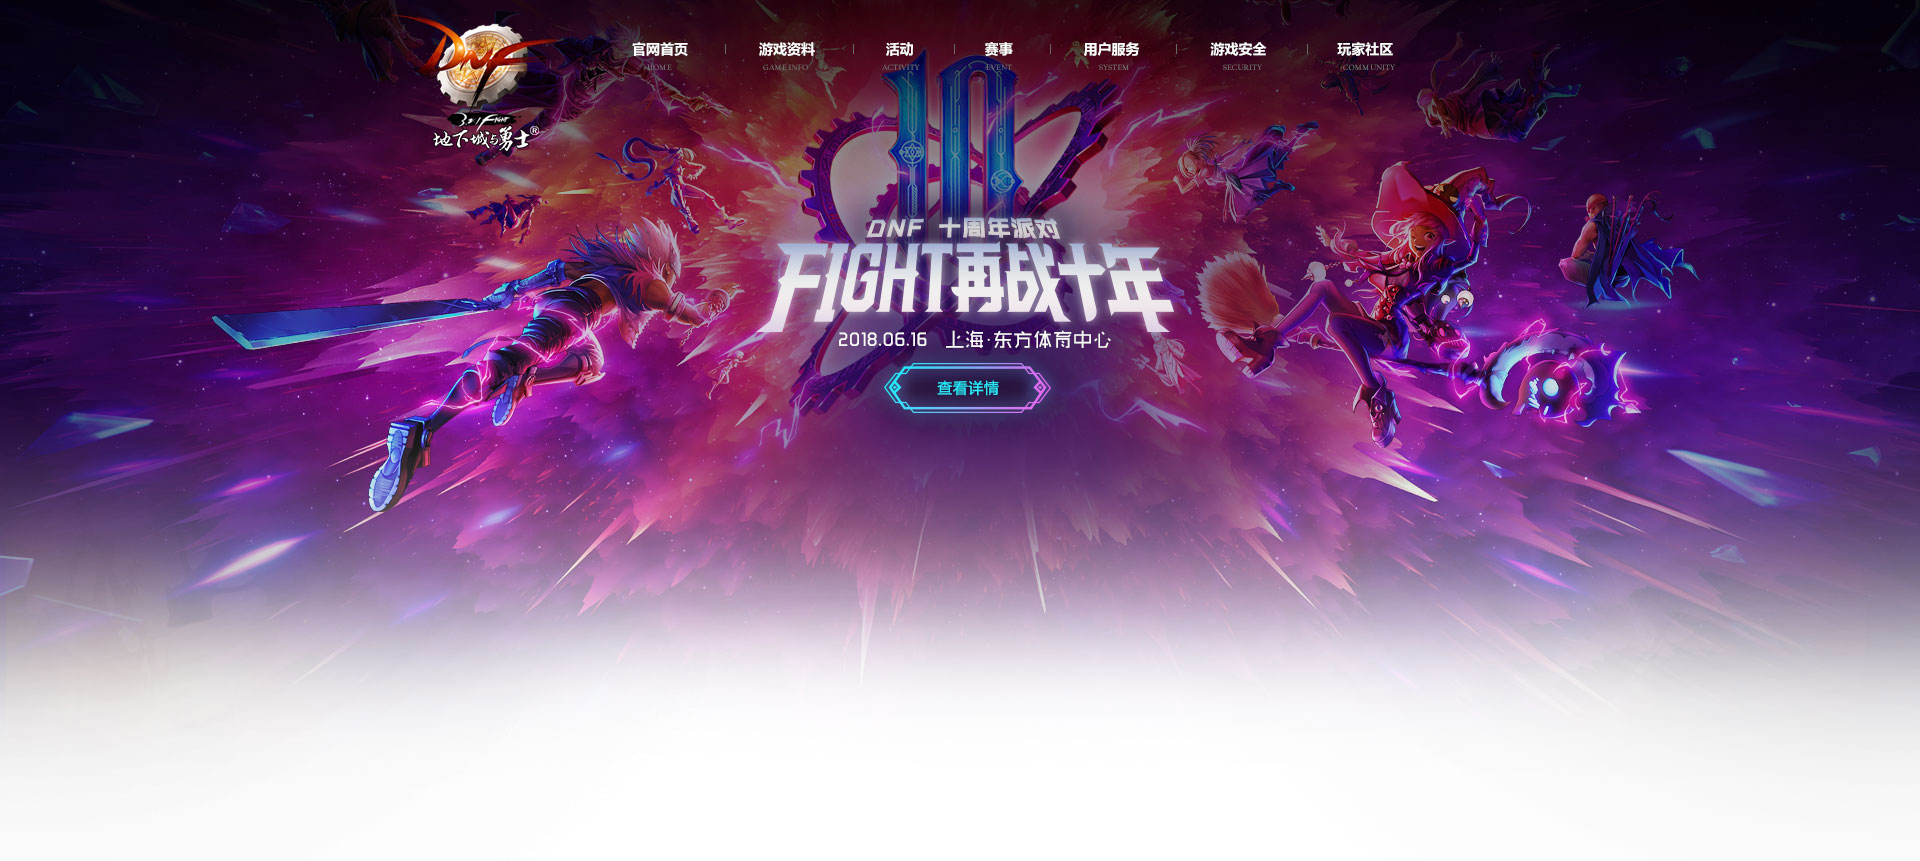 DNF
321FIGHT
地下城与勇士®
官网首页 游戏资料 活动 赛事 用户服务 游戏安全 玩家社区
HOME GAME INFO ACTIVITY EVENT SYSTEM SECURITY COMMUNITY
10
DNF 十周年派对
FIGHT再战十年
2018.06.16 上海·东方体育中心
查看详情